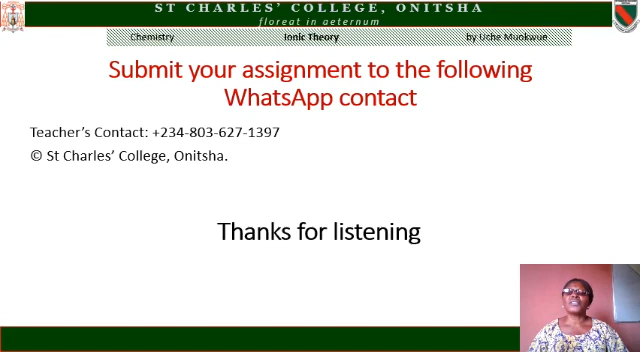 ST CHARLES' COLLEGE, ONITSHA
floreat in aeternum
Chemistry Ionic Theory by Uche Muokwue
Submit your assignment to the following
WhatsApp contact
Teacher's Contact: +234-803-627-1397
© St Charles' College, Onitsha.
Thanks for listening